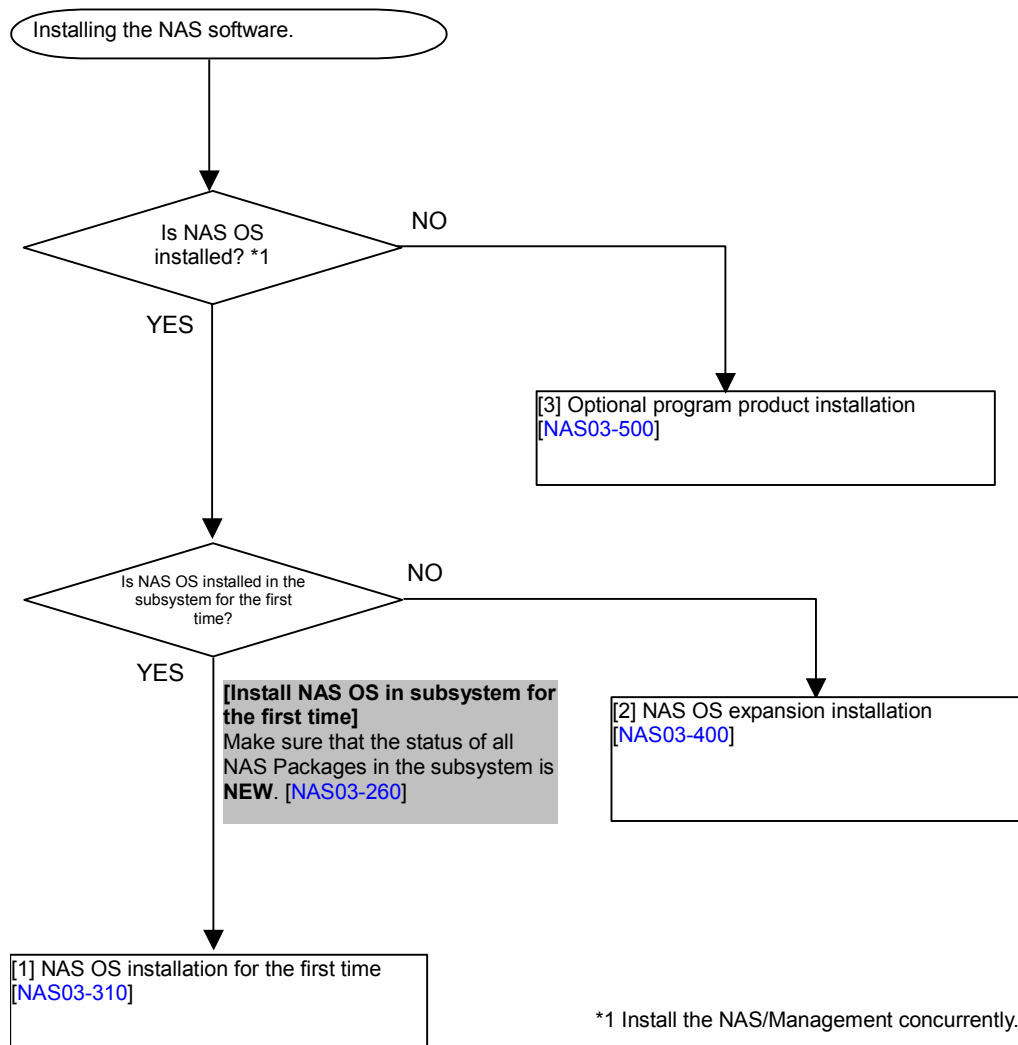 Installing the NAS software.
Is NAS OS
installed? *1
NO
YES
[3] Optional program product installation
[NAS03-500]
Is NAS OS installed in the
subsystem for the first
time?
NO
YES
[Install NAS OS in subsystem for
the first time]
Make sure that the status of all
NAS Packages in the subsystem is
NEW. [NAS03-260]
[2] NAS OS expansion installation
[NAS03-400]
[1] NAS OS installation for the first time
[NAS03-310]
*1 Install the NAS/Management concurrently.